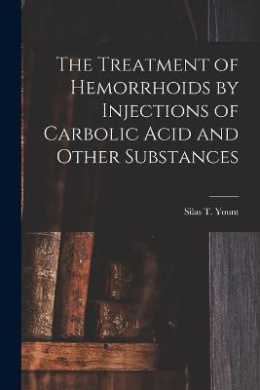 The Treatment of
Hemorrhoids by
Injections of
Carbolic Acid and
Other Substances
Silas T. Yount